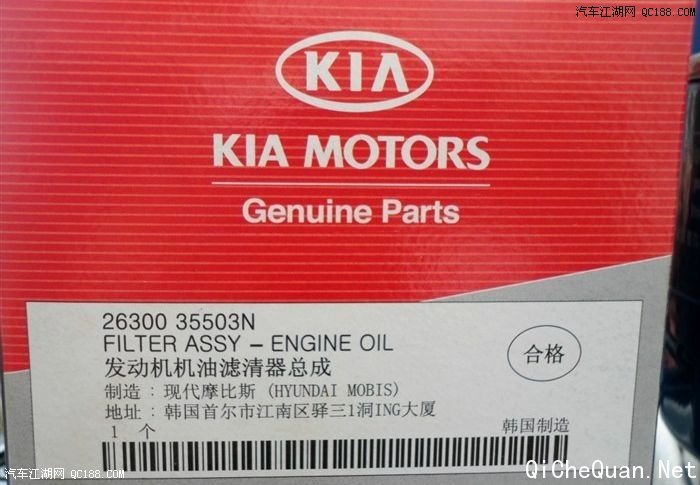 汽车江湖网 QC188.COM
KIA
KIA MOTORS
Genuine Parts
26300 35503N
FILTER ASSY – ENGINE OIL
发动机机油滤清器总成
合格
制造：现代摩比斯 (HYUNDAI MOBIS)
地址：韩国首尔市江南区驿三1洞ING大厦
1 个
韩国制造
汽车江湖网 QC188.COM
QiCheQuan.Net